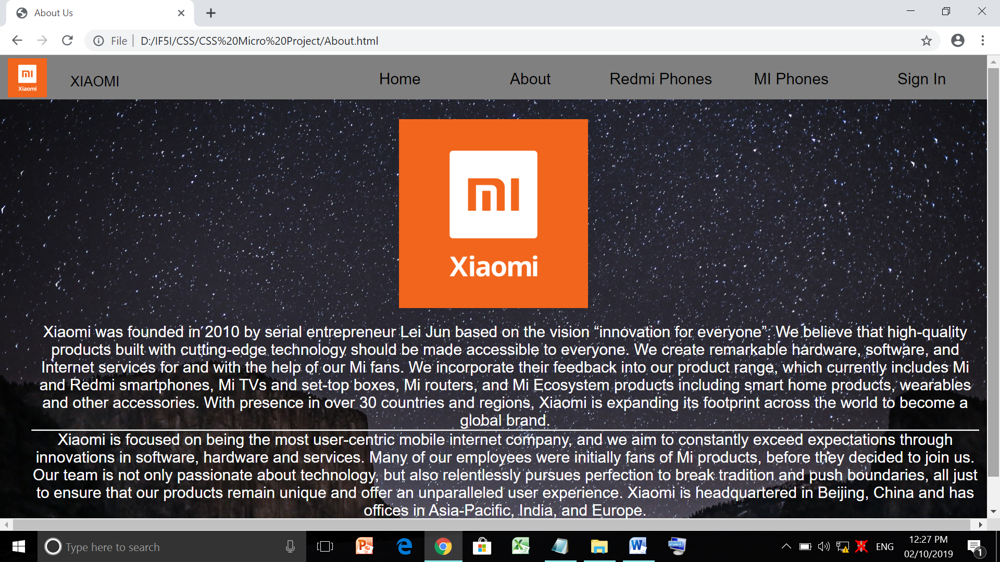 About Us
File
D:/IF5I/CSS/CSS%20Micro%20Project/About.html
mi
Xiaomi
XIAOMI
Home
About
Redmi Phones
MI Phones
Sign In
mi
Xiaomi
Xiaomi was founded in 2010 by serial entrepreneur Lei Jun based on the vision “innovation for everyone”. We believe that high-quality
products built with cutting-edge technology should be made accessible to everyone. We create remarkable hardware, software, and
Internet services for and with the help of our Mi fans. We incorporate their feedback into our product range, which currently includes Mi
and Redmi smartphones, Mi TVs and set-top boxes, Mi routers, and Mi Ecosystem products including smart home products, wearables
and other accessories. With presence in over 30 countries and regions, Xiaomi is expanding its footprint across the world to become a
global brand.
Xiaomi is focused on being the most user-centric mobile internet company, and we aim to constantly exceed expectations through
innovations in software, hardware and services. Many of our employees were initially fans of Mi products, before they decided to join us.
Our team is not only passionate about technology, but also relentlessly pursues perfection to break tradition and push boundaries, all just
to ensure that our products remain unique and offer an unparalleled user experience. Xiaomi is headquartered in Beijing, China and has
offices in Asia-Pacific, India, and Europe.
Type here to search
ENG
12:27 PM
02/10/2019
1